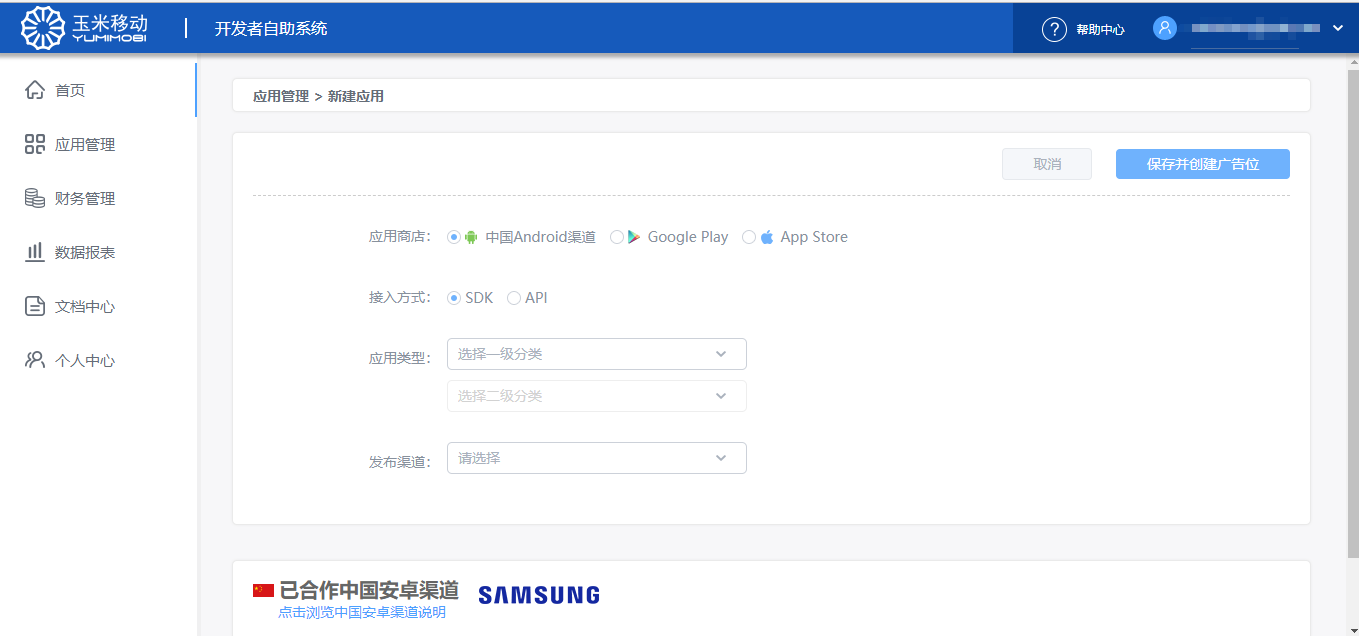 玉米移动
YUMIMOBI
开发者自助系统
?
帮助中心
首页
应用管理
财务管理
数据报表
文档中心
个人中心
应用管理 > 新建应用
取消
保存并创建广告位
应用商店：
中国Android渠道
Google Play
App Store
接入方式：
SDK
API
应用类型：
选择一级分类
选择二级分类
发布渠道：
请选择
已合作中国安卓渠道
点击浏览中国安卓渠道说明
SAMSUNG